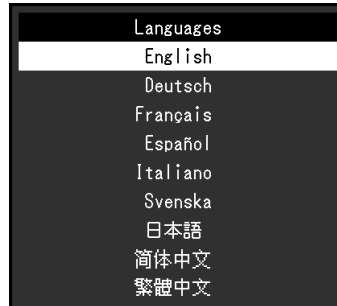 Languages
English
Deutsch
Français
Español
Italiano
Svenska
日本語
简体中文
繁體中文